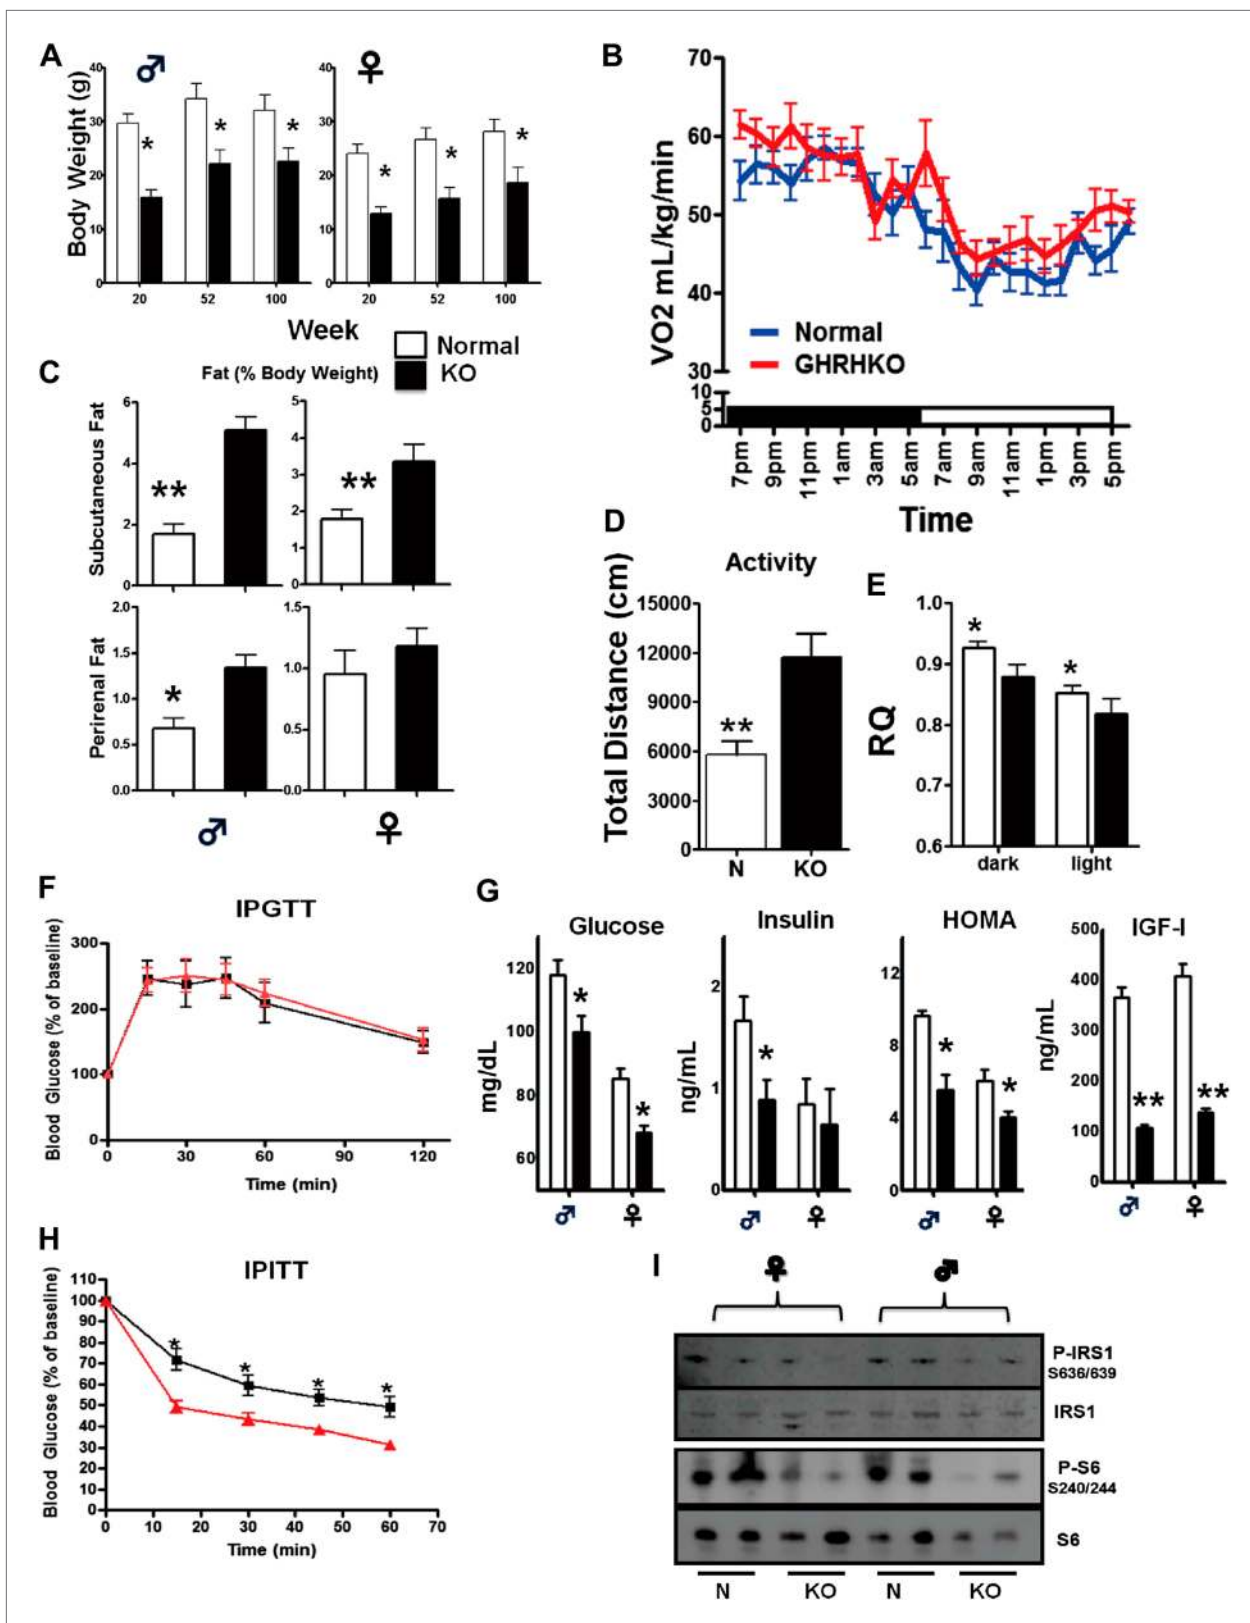 A
♂
♀
Body Weight (g)
40
30
20
10
0
*
*
*
20
52
100
40
30
20
10
0
*
*
*
20
52
100
Week
Normal
KO
B
VO2 mL/kg/min
70
60
50
40
30
10
5
0
Normal
GHRHKO
7pm
9pm
11pm
1am
3am
5am
7am
9am
11am
1pm
3pm
5pm
Time
C
Fat (% Body Weight)
Subcutaneous Fat
6
4
2
0
**
5
4
3
2
1
0
**
Perirenal Fat
2.0
1.5
1.0
0.5
0.0
*
1.5
1.0
0.5
0.0
♂
♀
D
Activity
Total Distance (cm)
15000
12000
9000
6000
3000
0
**
N
KO
E
RQ
1.0
0.9
0.8
0.7
0.6
*
*
dark
light
F
IPGTT
Blood Glucose (% of baseline)
300
250
200
150
100
50
0
0
30
60
90
120
Time (min)
G
Glucose
mg/dL
120
100
80
60
*
*
♂
♀
Insulin
ng/mL
2
1
0
*
♂
♀
HOMA
12
8
4
0
*
*
♂
♀
IGF-I
ng/mL
500
400
300
200
100
0
**
**
♂
♀
H
IPITT
Blood Glucose (% of baseline)
110
100
90
80
70
60
50
40
30
20
10
0
*
*
*
*
0
10
20
30
40
50
60
70
Time (min)
I
♀
♂
P-IRS1
S636/639
IRS1
P-S6
S240/244
S6
N
KO
N
KO